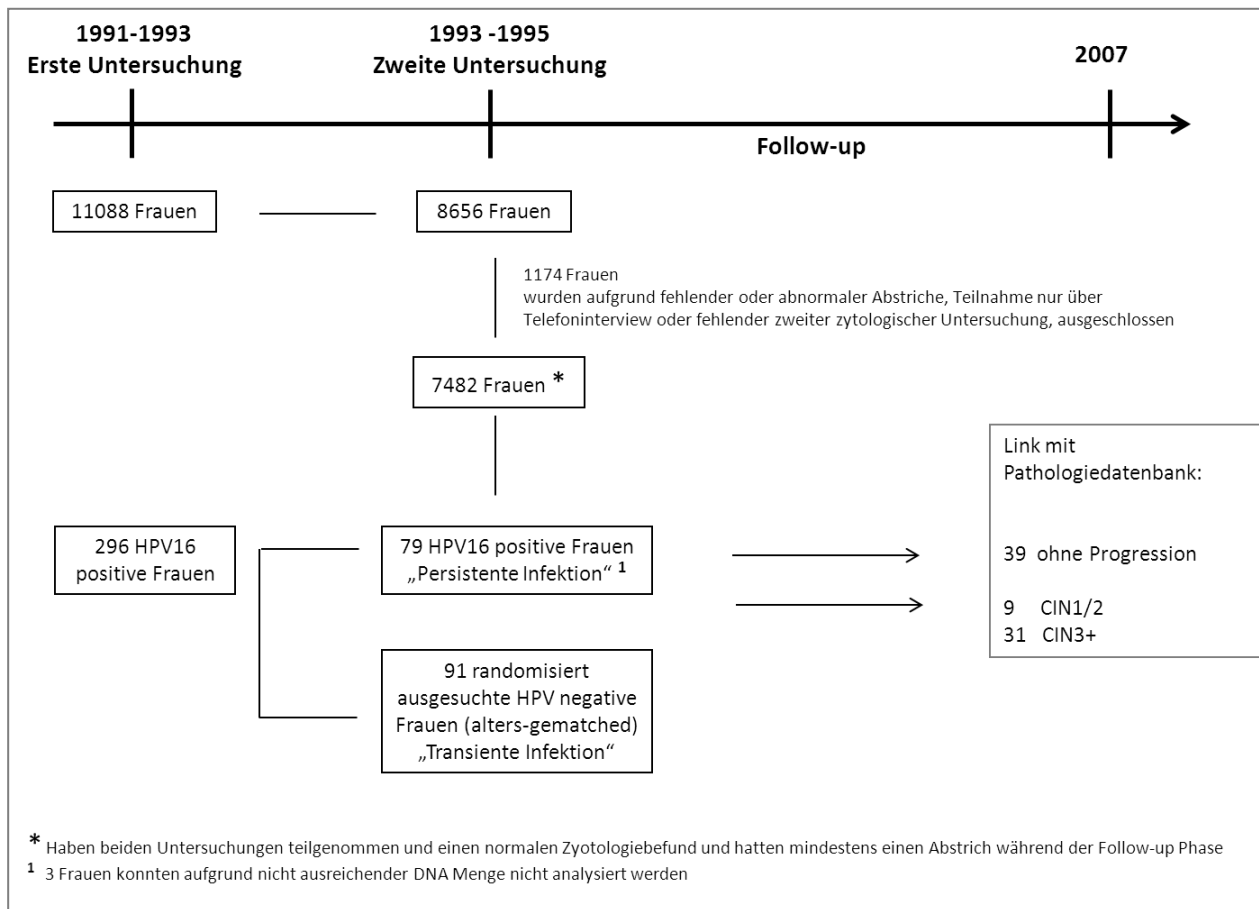 1991-1993
Erste Untersuchung
1993 -1995
Zweite Untersuchung
2007
Follow-up
11088 Frauen
8656 Frauen
1174 Frauen
wurden aufgrund fehlender oder abnormaler Abstriche, Teilnahme nur über
Telefoninterview oder fehlender zweiter zytologischer Untersuchung, ausgeschlossen
7482 Frauen *
296 HPV16
positive Frauen
79 HPV16 positive Frauen
„Persistente Infektion“ 1
91 randomisiert
ausgesuchte HPV negative
Frauen (alters-gematched)
„Transiente Infektion“
Link mit
Pathologiedatenbank:
39 ohne Progression
9 CIN1/2
31 CIN3+
* Haben beiden Untersuchungen teilgenommen und einen normalen Zyotologiebefund und hatten mindestens einen Abstrich während der Follow-up Phase
1 3 Frauen konnten aufgrund nicht ausreichender DNA Menge nicht analysiert werden